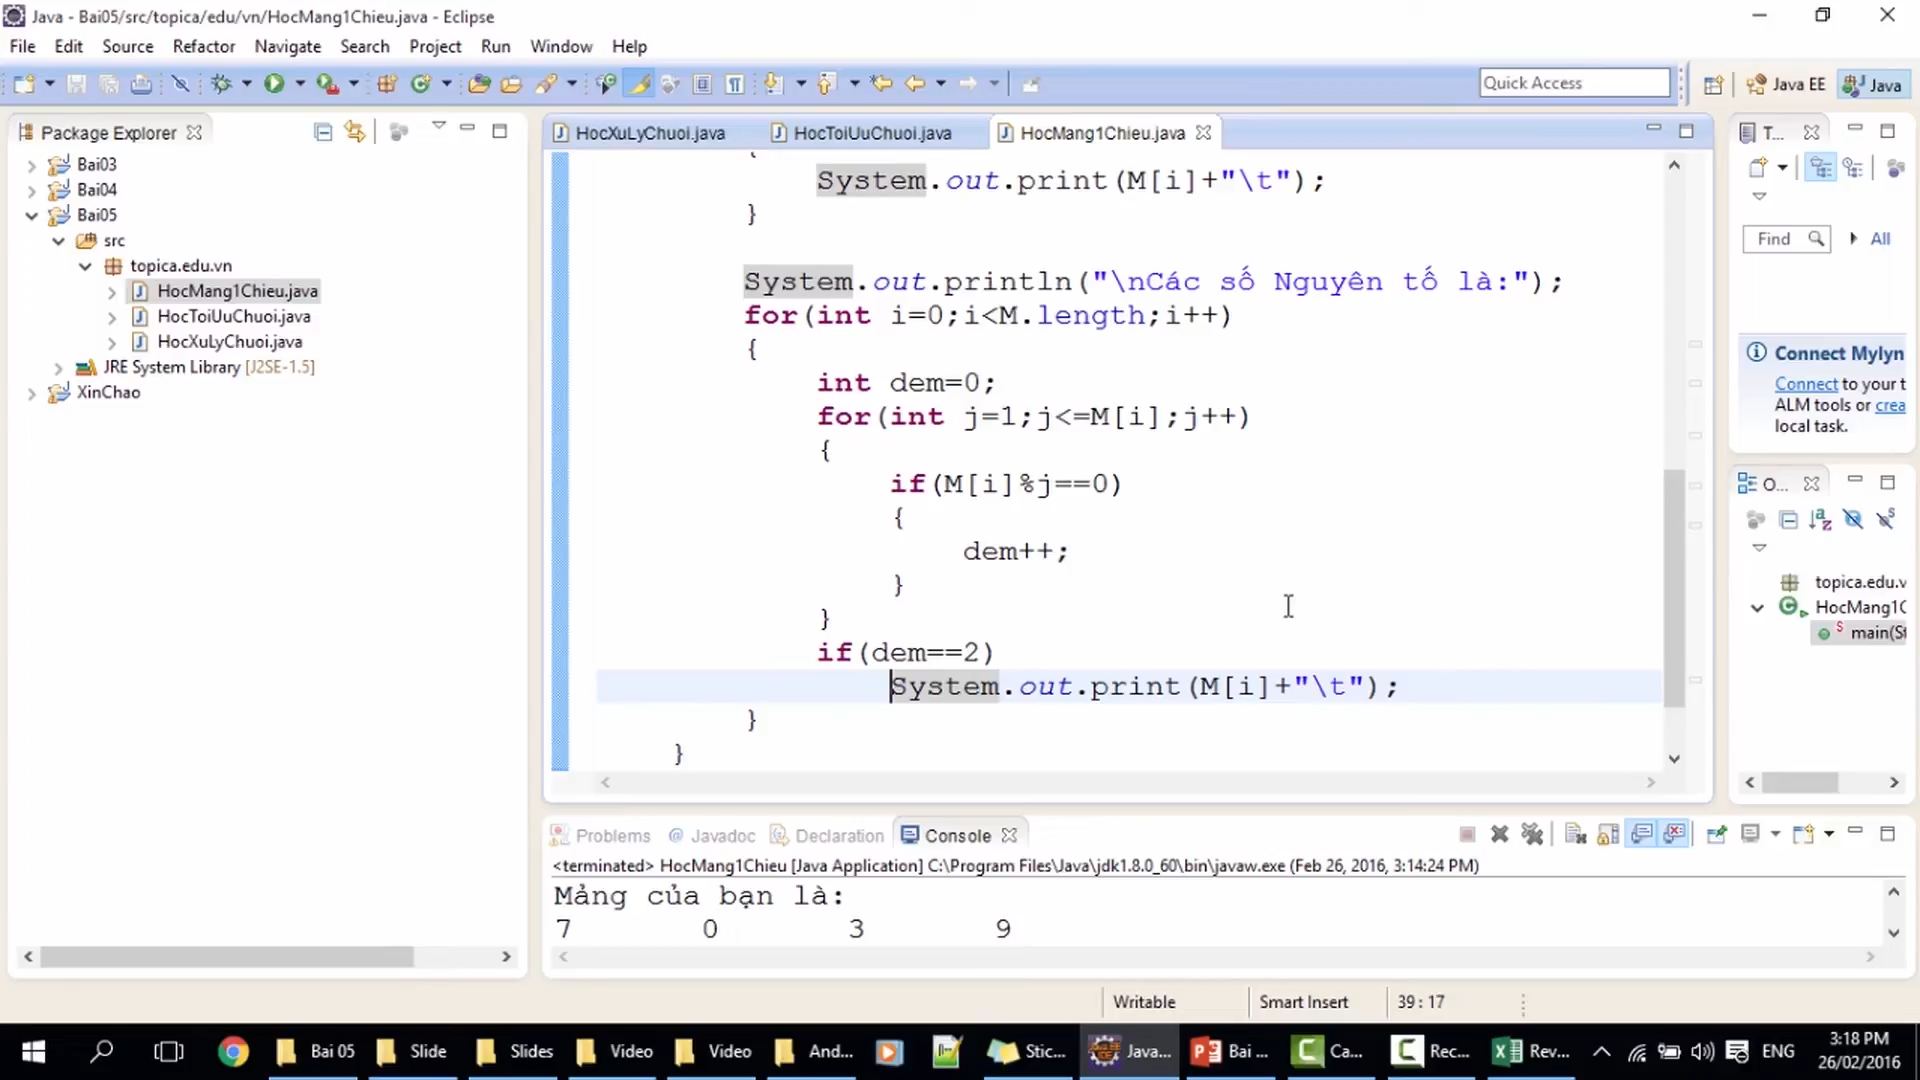 Java - Bai05/src/topica/edu/vn/HocMang1Chieu.java - Eclipse
File Edit Source Refactor Navigate Search Project Run Window Help
Quick Access
Java EE
Java
Package Explorer
Bai03
Bai04
Bai05
src
topica.edu.vn
HocMang1Chieu.java
HocToiUuChuoi.java
HocXuLyChuoi.java
JRE System Library [J2SE-1.5]
XinChao
HocXuLyChuoi.java HocToiUuChuoi.java HocMang1Chieu.java
System.out.print(M[i]+"\t");
}
System.out.println("\nCác số Nguyên tố là:");
for(int i=0;i<M.length;i++)
{
int dem=0;
for(int j=1;j<=M[i];j++)
{
if(M[i]%j==0)
{
dem++;
}
}
if(dem==2)
System.out.print(M[i]+"\t");
}
}
T...
Find
All
Connect Mylyn
Connect to your t
ALM tools or crea
local task.
O...
topica.edu.v
HocMang1C
main(St
Problems Javadoc Declaration Console
<terminated> HocMang1Chieu [Java Application] C:\Program Files\Java\jdk1.8.0_60\bin\javaw.exe (Feb 26, 2016, 3:14:24 PM)
Mảng của bạn là:
7 0 3 9
Writable Smart Insert 39 : 17
Bai 05 Slide Slides Video Video And... Stic... Java... Bai ... Ca... Rec... Rev... ENG
3:18 PM
26/02/2016